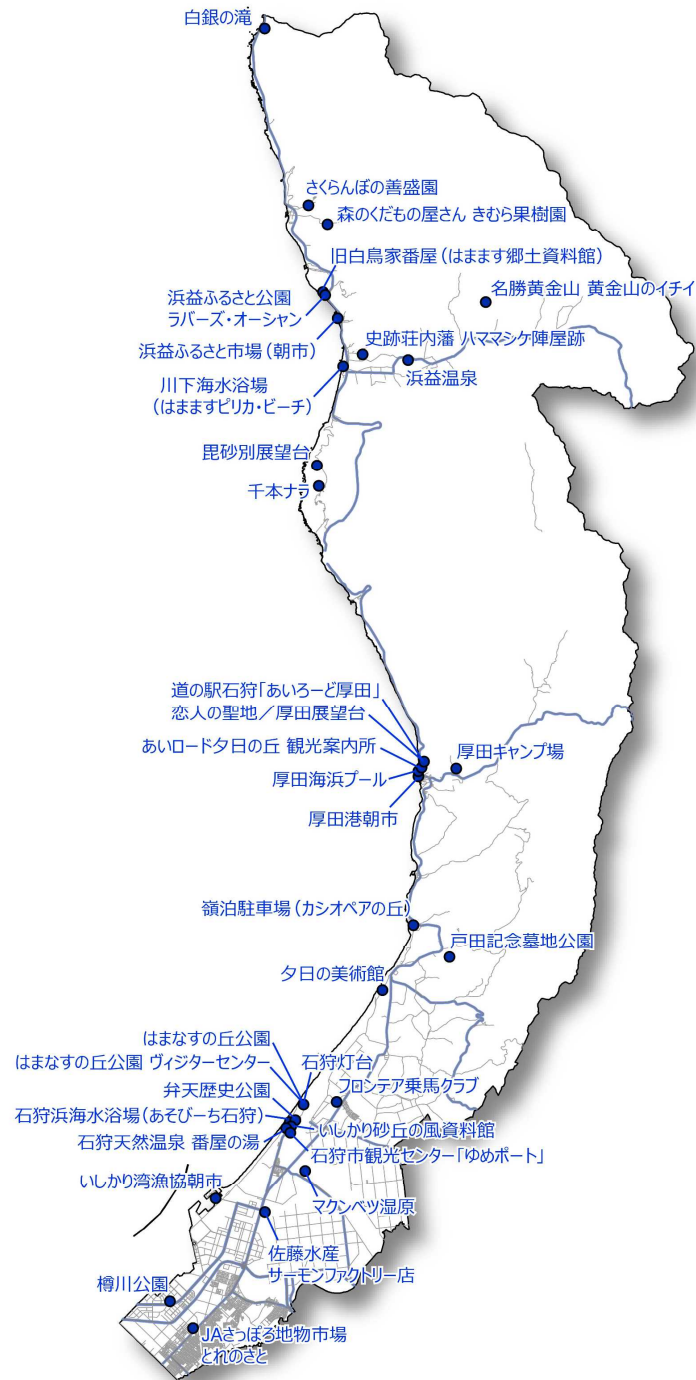 白銀の滝
さくらんぼの善盛園
森のくだもの屋さん きむら果樹園
旧白鳥家番屋(はまます郷土資料館)
名勝黄金山 黄金山のイチイ
浜益ふるさと公園
ラバーズ・オーシャン
浜益ふるさと市場(朝市)
史跡荘内藩 ハママシケ陣屋跡
浜益温泉
川下海水浴場
(はまますピリカ・ビーチ)
毘砂別展望台
千本ナラ
道の駅石狩「あいろーど厚田」
恋人の聖地/厚田展望台
あいロード夕日の丘 観光案内所
厚田キャンプ場
厚田海浜プール
厚田港朝市
嶺泊駐車場(カシオペアの丘)
戸田記念墓地公園
夕日の美術館
はまなすの丘公園
はまなすの丘公園 ヴィジターセンター
石狩灯台
弁天歴史公園
フロンテア乗馬クラブ
石狩浜海水浴場(あそびーち石狩)
いしかり砂丘の風資料館
石狩天然温泉 番屋の湯
石狩市観光センター「ゆめポート」
いしかり湾漁協朝市
マクンベツ湿原
佐藤水産
サーモンファクトリー店
樽川公園
JAさっぽろ地物市場
とれのさと